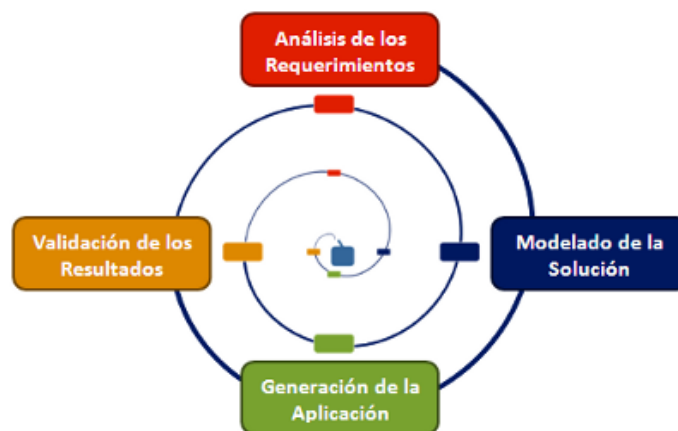 Análisis de los
Requerimientos
Validación de los
Resultados
Modelado de la
Solución
Generación de la
Aplicación